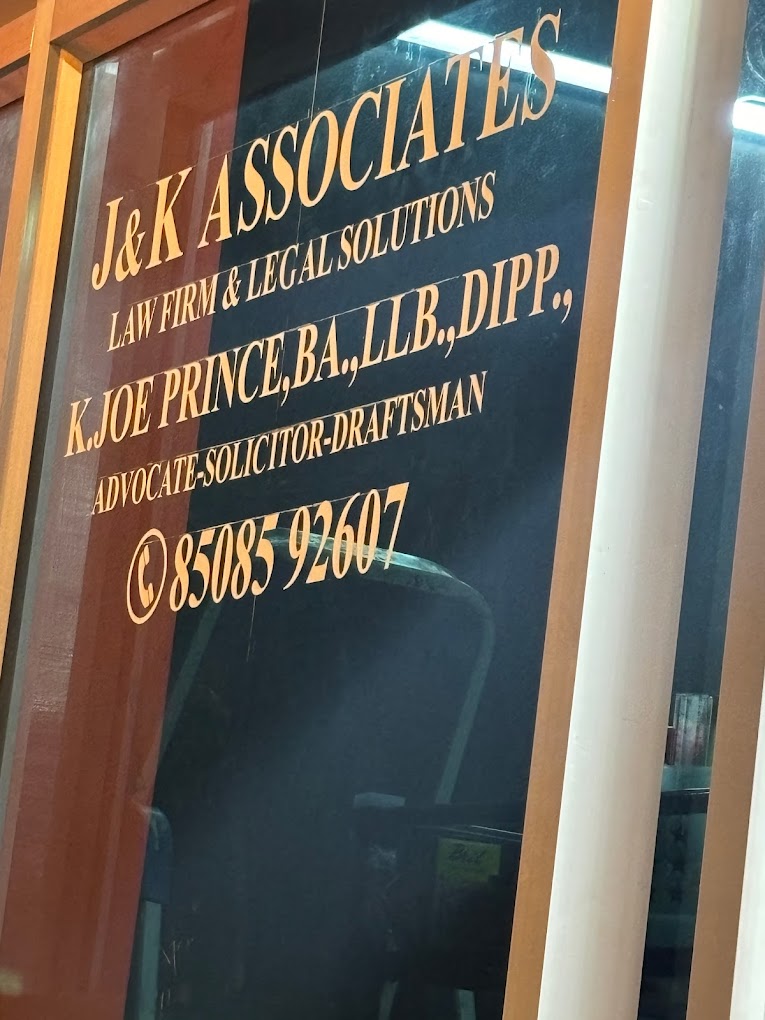 J&K ASSOCIATES
LAW FIRM & LEGAL SOLUTIONS
K.JOE PRINCE,BA.,LLB.,DIPP.,
ADVOCATE-SOLICITOR-DRAFTSMAN
85085 92607